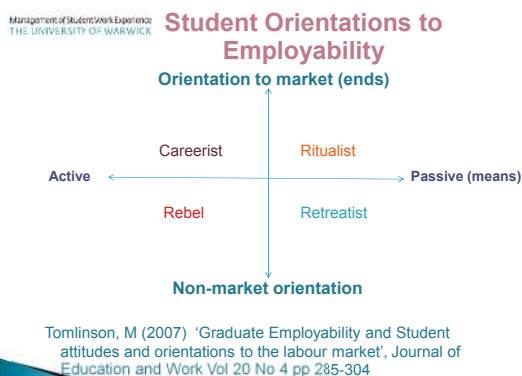 Management of Student Work Experience
THE UNIVERSITY OF WARWICK
Student Orientations to
Employability
Orientation to market (ends)
Careerist
Ritualist
Active
Passive (means)
Rebel
Retreatist
Non-market orientation
Tomlinson, M (2007) ‘Graduate Employability and Student
attitudes and orientations to the labour market’, Journal of
Education and Work Vol 20 No 4 pp 285-304